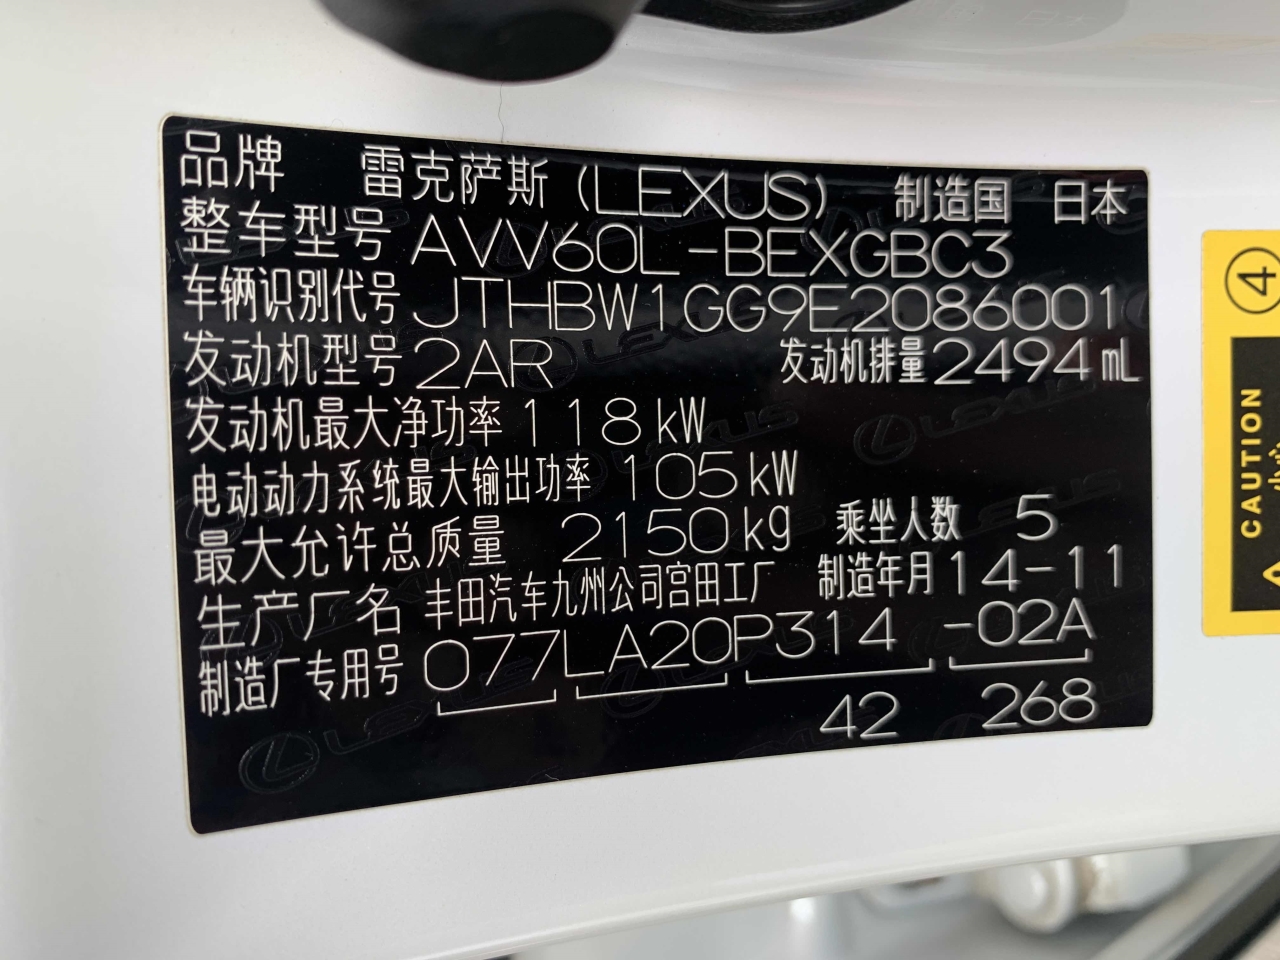 品牌 雷克萨斯(LEXUS) 制造国 日本
整车型号 AVV60L-BEXGBC3
车辆识别代号 JTHBW1GG9E2086001
发动机型号 2AR 发动机排量 2494 mL
发动机最大净功率 118 kW
电动动力系统最大输出功率 105 kW
最大允许总质量 2150 kg 乘坐人数 5
生产厂名 丰田汽车九州公司宫田工厂 制造年月 14-11
制造厂专用号 077LA20P314-02A
42 268
④
CAUTION